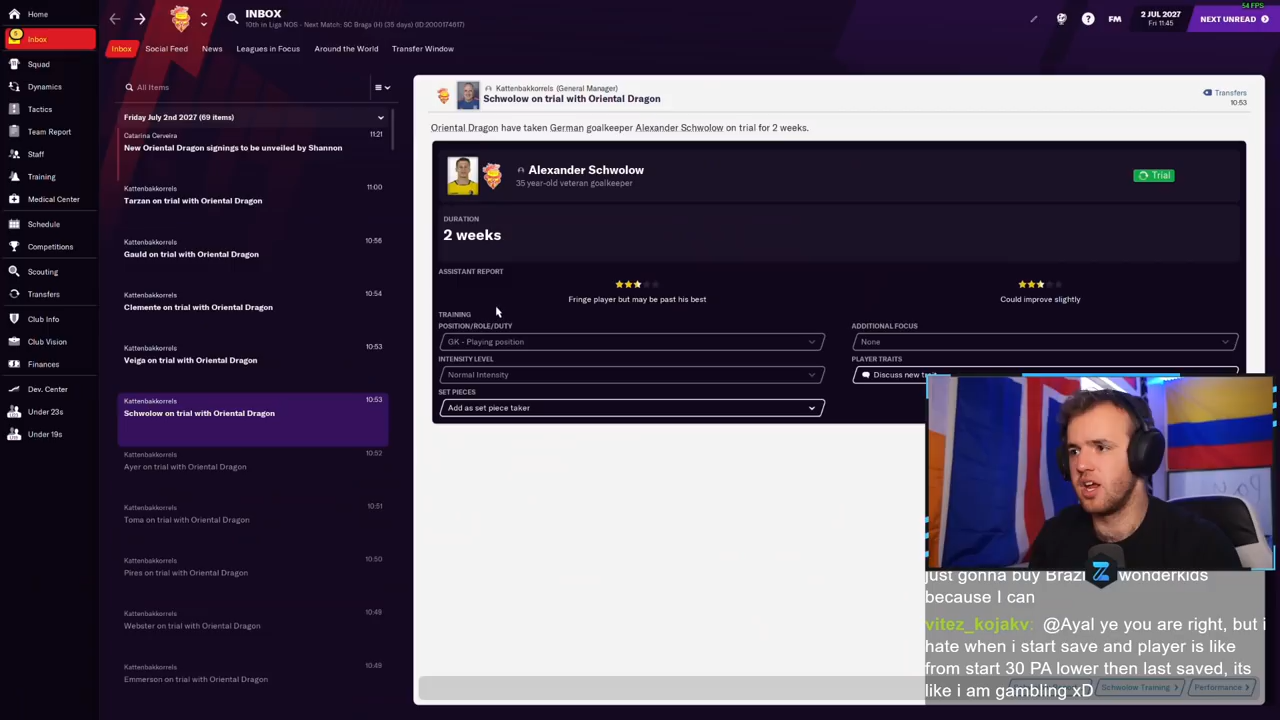 54 FPS
Home
Inbox
5
Squad
Dynamics
Tactics
Team Report
Staff
Training
Medical Center
Schedule
Competitions
Scouting
Transfers
Club Info
Club Vision
Finances
Dev. Center
Under 23s
Under 19s
INBOX
10th in Liga NOS - Next Match: SC Braga (H) (35 days) (ID:2000174617)
FM
2 JUL 2027
Fri 11:45
NEXT UNREAD
Inbox
Social Feed
News
Leagues in Focus
Around the World
Transfer Window
All Items
Friday July 2nd 2027 (69 items)
Catarina Cerveira
11:21
New Oriental Dragon signings to be unveiled by Shannon
Kattenbakkorrels
11:00
Tarzan on trial with Oriental Dragon
Kattenbakkorrels
10:56
Gauld on trial with Oriental Dragon
Kattenbakkorrels
10:54
Clemente on trial with Oriental Dragon
Kattenbakkorrels
10:53
Veiga on trial with Oriental Dragon
Kattenbakkorrels
10:53
Schwolow on trial with Oriental Dragon
Kattenbakkorrels
10:52
Ayer on trial with Oriental Dragon
Kattenbakkorrels
10:51
Toma on trial with Oriental Dragon
Kattenbakkorrels
10:50
Pires on trial with Oriental Dragon
Kattenbakkorrels
10:49
Webster on trial with Oriental Dragon
Kattenbakkorrels
10:49
Emmerson on trial with Oriental Dragon
Kattenbakkorrels (General Manager)
Schwolow on trial with Oriental Dragon
Transfers
10:53
Oriental Dragon have taken German goalkeeper Alexander Schwolow on trial for 2 weeks.
Alexander Schwolow
35 year-old veteran goalkeeper
Trial
DURATION
2 weeks
ASSISTANT REPORT
Fringe player but may be past his best
Could improve slightly
TRAINING
POSITION/ROLE/DUTY
GK - Playing position
ADDITIONAL FOCUS
None
INTENSITY LEVEL
Normal Intensity
PLAYER TRAITS
Discuss new
SET PIECES
Add as set piece taker
just gonna buy Brazi wonderkids
because I can
vitez_kojakv: @Ayal ye you are right, but i
hate when i start save and player is like
from start 30 PA lower then last saved, its
like i am gambling xD
Schwolow Training
Performance